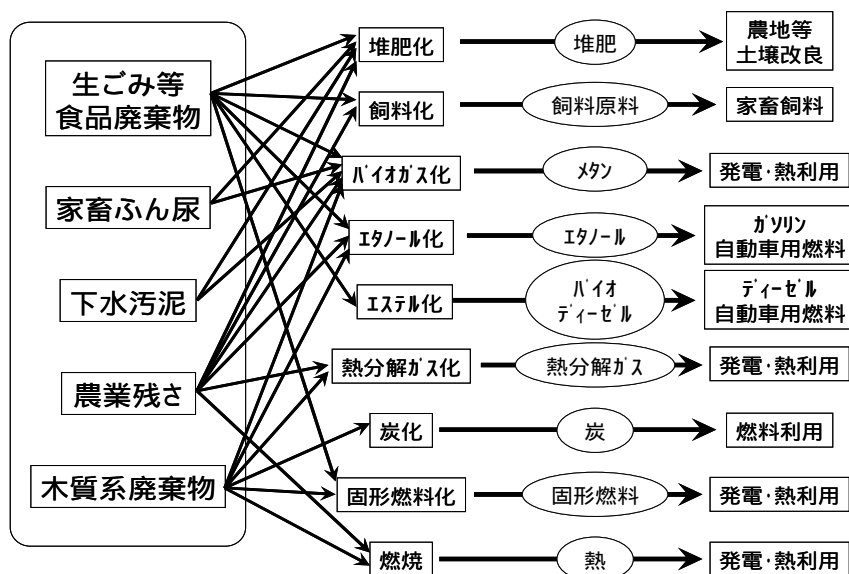 生ごみ等
食品廃棄物
家畜ふん尿
下水汚泥
農業残さ
木質系廃棄物
堆肥化
堆肥
農地等
土壌改良
飼料化
飼料原料
家畜飼料
ﾊﾞｲｵｶﾞｽ化
ﾒﾀﾝ
発電･熱利用
ｴﾀﾉｰﾙ化
ｴﾀﾉｰﾙ
ｶﾞｿﾘﾝ
自動車用燃料
ｴｽﾃﾙ化
ﾊﾞｲｵ
ﾃﾞｨｰｾﾞﾙ
ﾃﾞｨｰｾﾞﾙ
自動車用燃料
熱分解ｶﾞｽ化
熱分解ｶﾞｽ
発電･熱利用
炭化
炭
燃料利用
固形燃料化
固形燃料
発電･熱利用
燃焼
熱
発電･熱利用